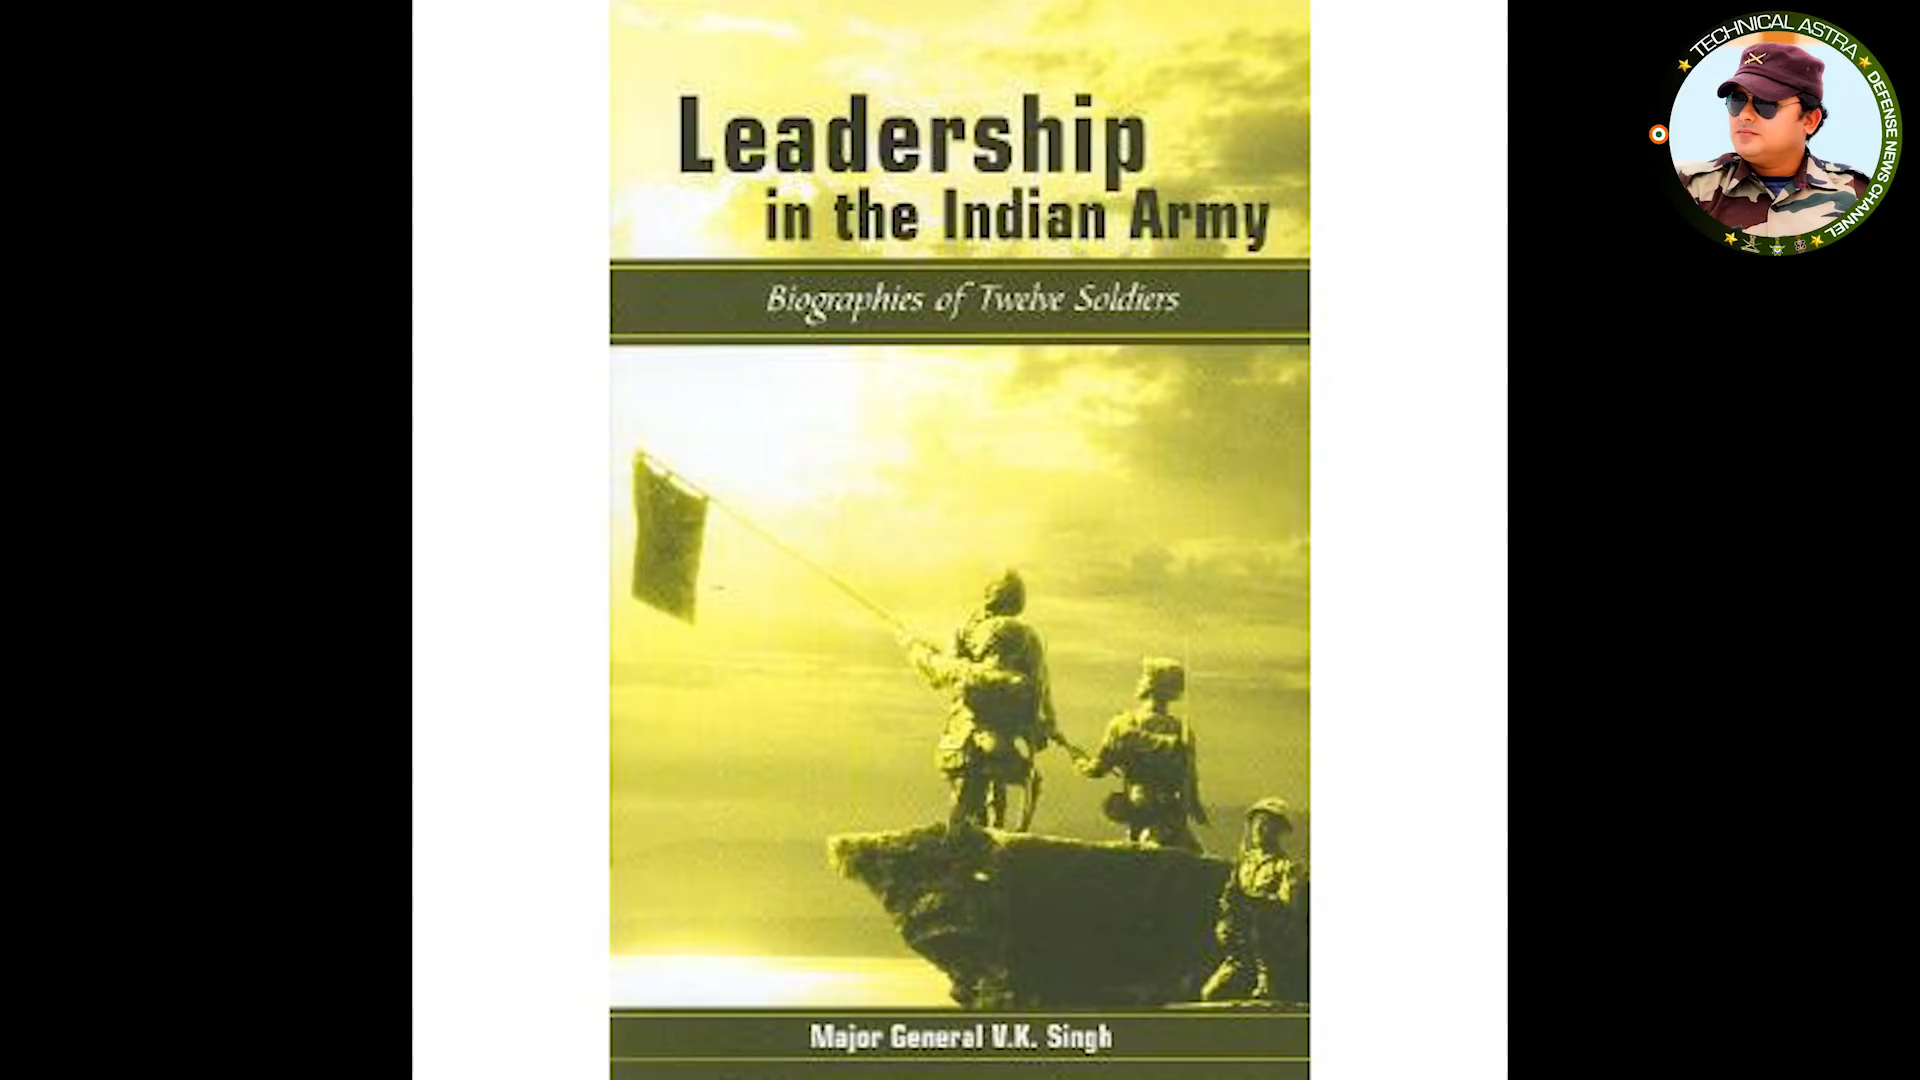 Leadership
in the Indian Army
Biographies of Twelve Soldiers
Major General V.K. Singh
TECHNICAL ASTRA
DEFENSE NEWS CHANNEL